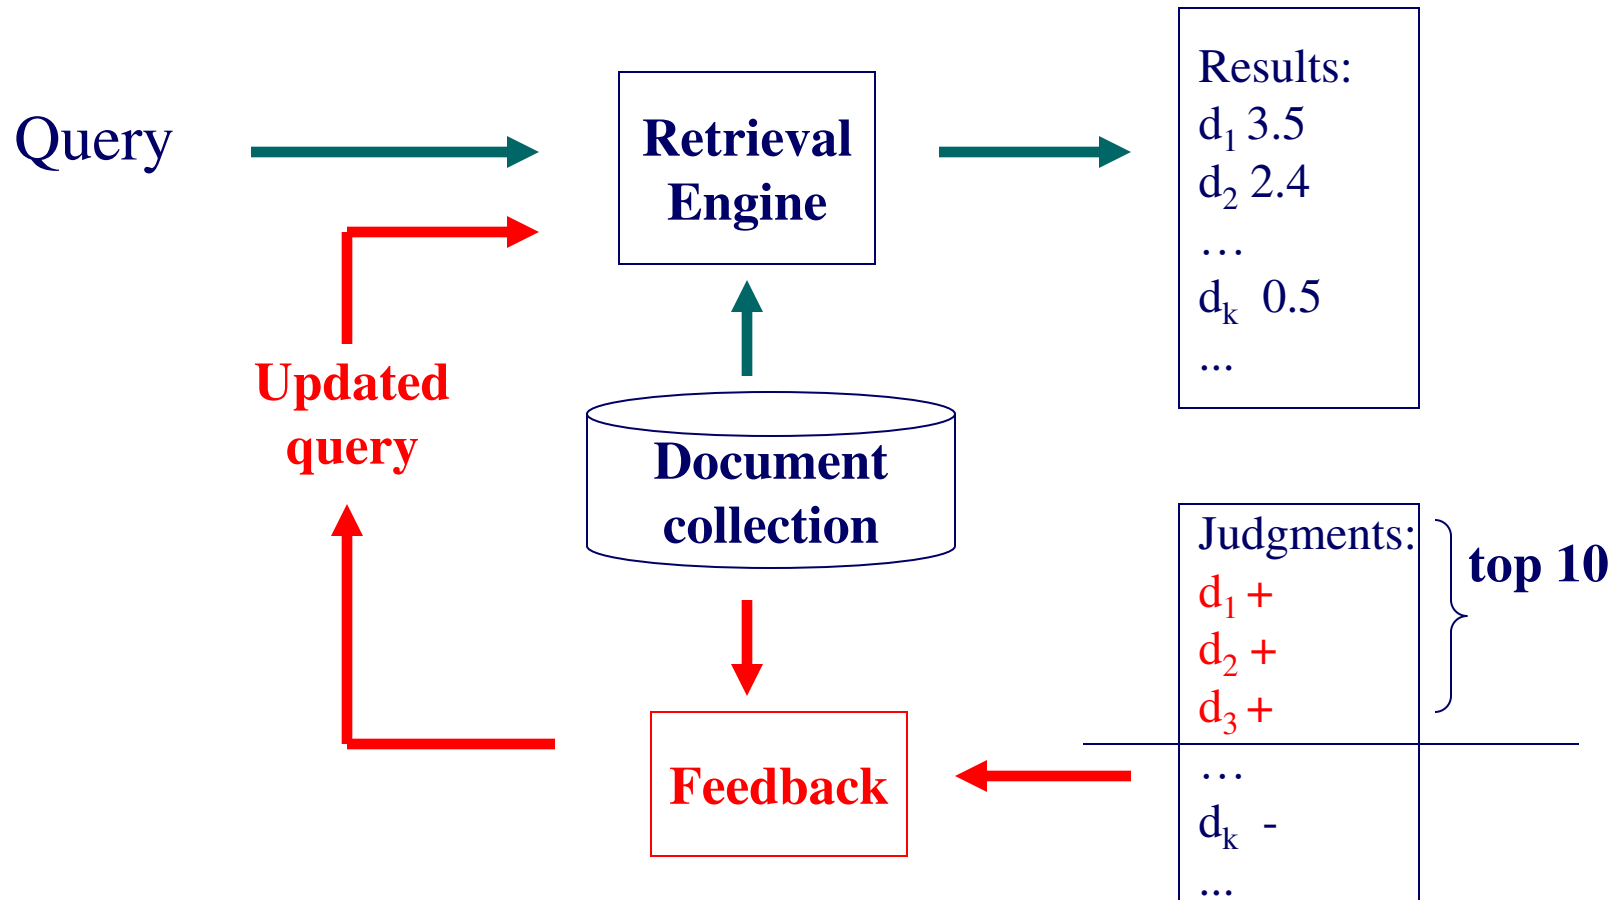 Query
Retrieval
Engine
Results:
d1 3.5
d2 2.4
…
dk 0.5
...
Updated
query
Document
collection
Judgments:
d1 +
d2 +
d3 +
…
dk -
...
top 10
Feedback